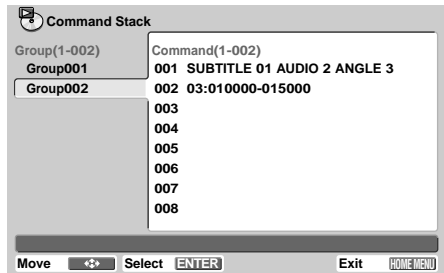 Command Stack
Group(1-002)
Group001
Group002
Command(1-002)
001 SUBTITLE 01 AUDIO 2 ANGLE 3
002 03:010000-015000
003
004
005
006
007
008
Move Select ENTER Exit HOME MENU